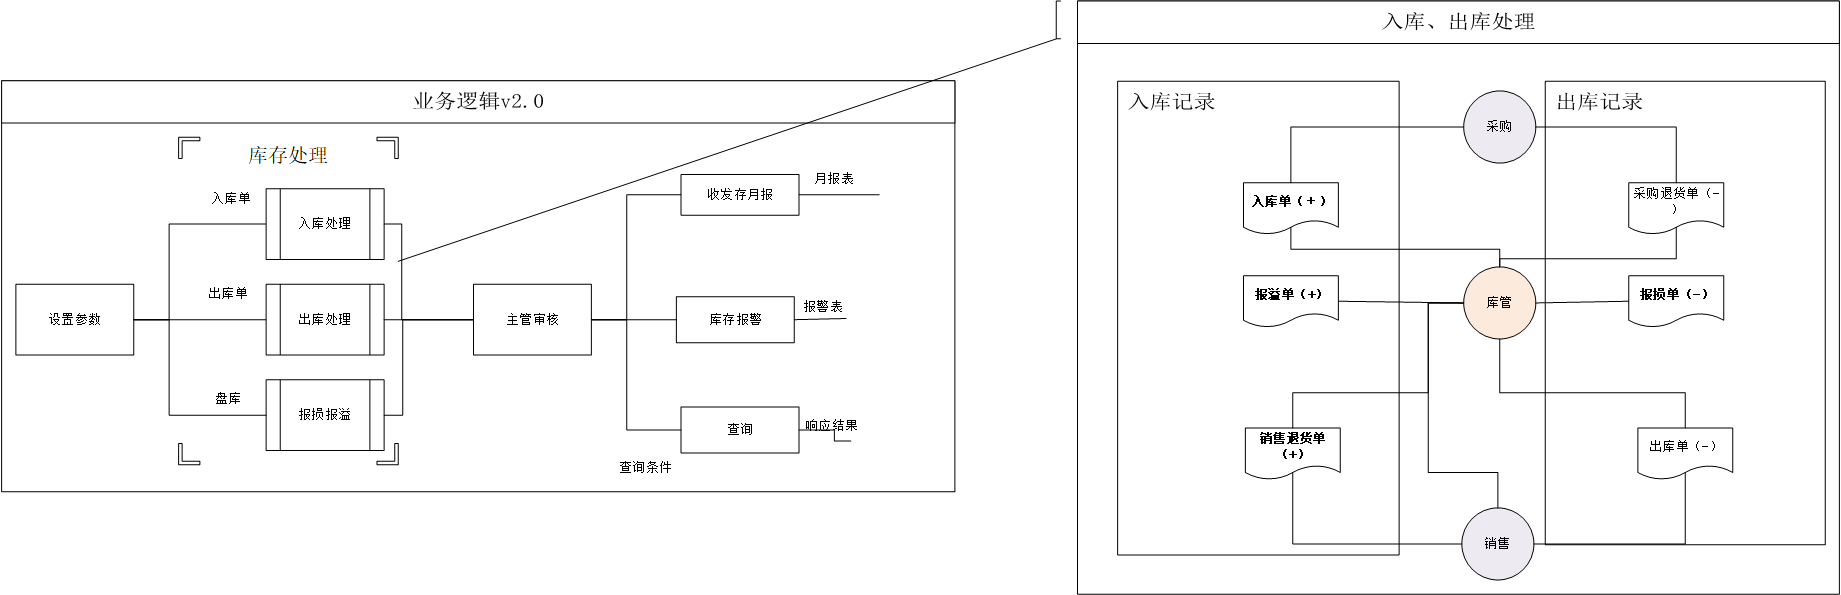 业务逻辑v2.0
库存处理
入库单
入库处理
出库单
设置参数
出库处理
盘库
报损报溢
主管审核
收发存月报
月报表
库存报警
报警表
查询
响应结果
查询条件
入库、出库处理
入库记录
出库记录
采购
入库单（+）
采购退货单（-
）
报溢单（+）
库管
报损单（-）
销售退货单
（+）
出库单（-）
销售